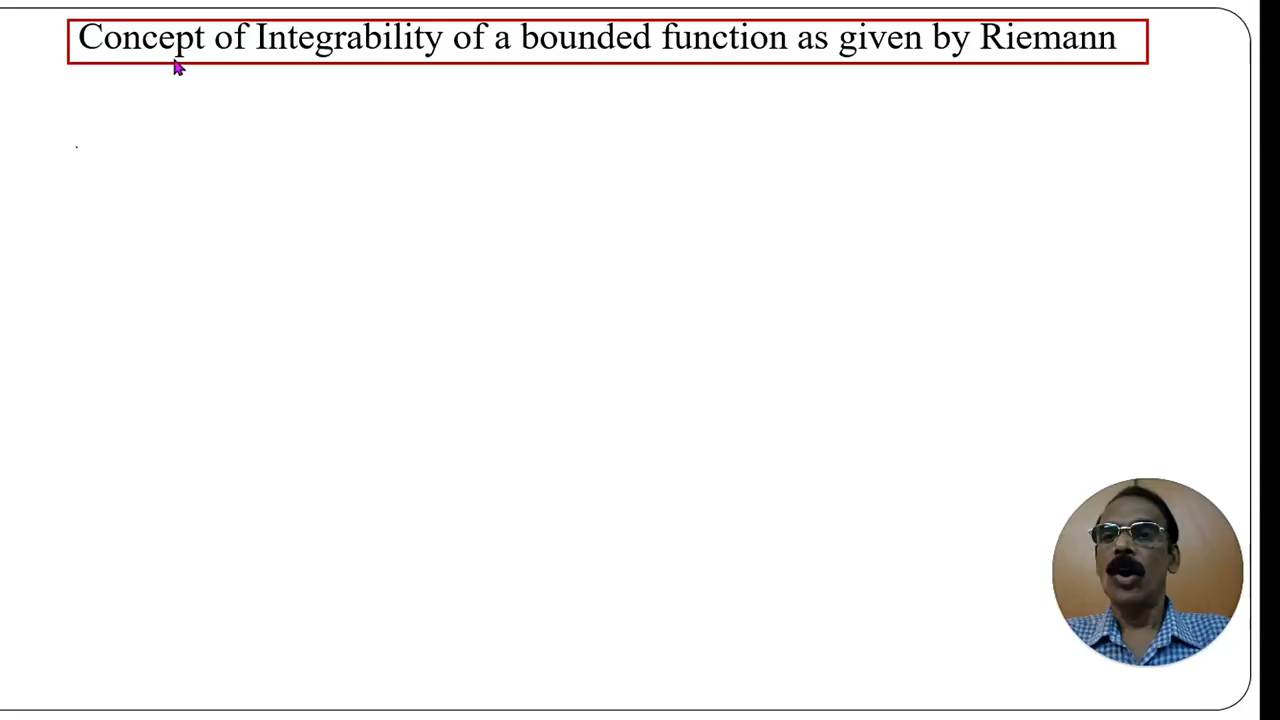 Concept of Integrability of a bounded function as given by Riemann